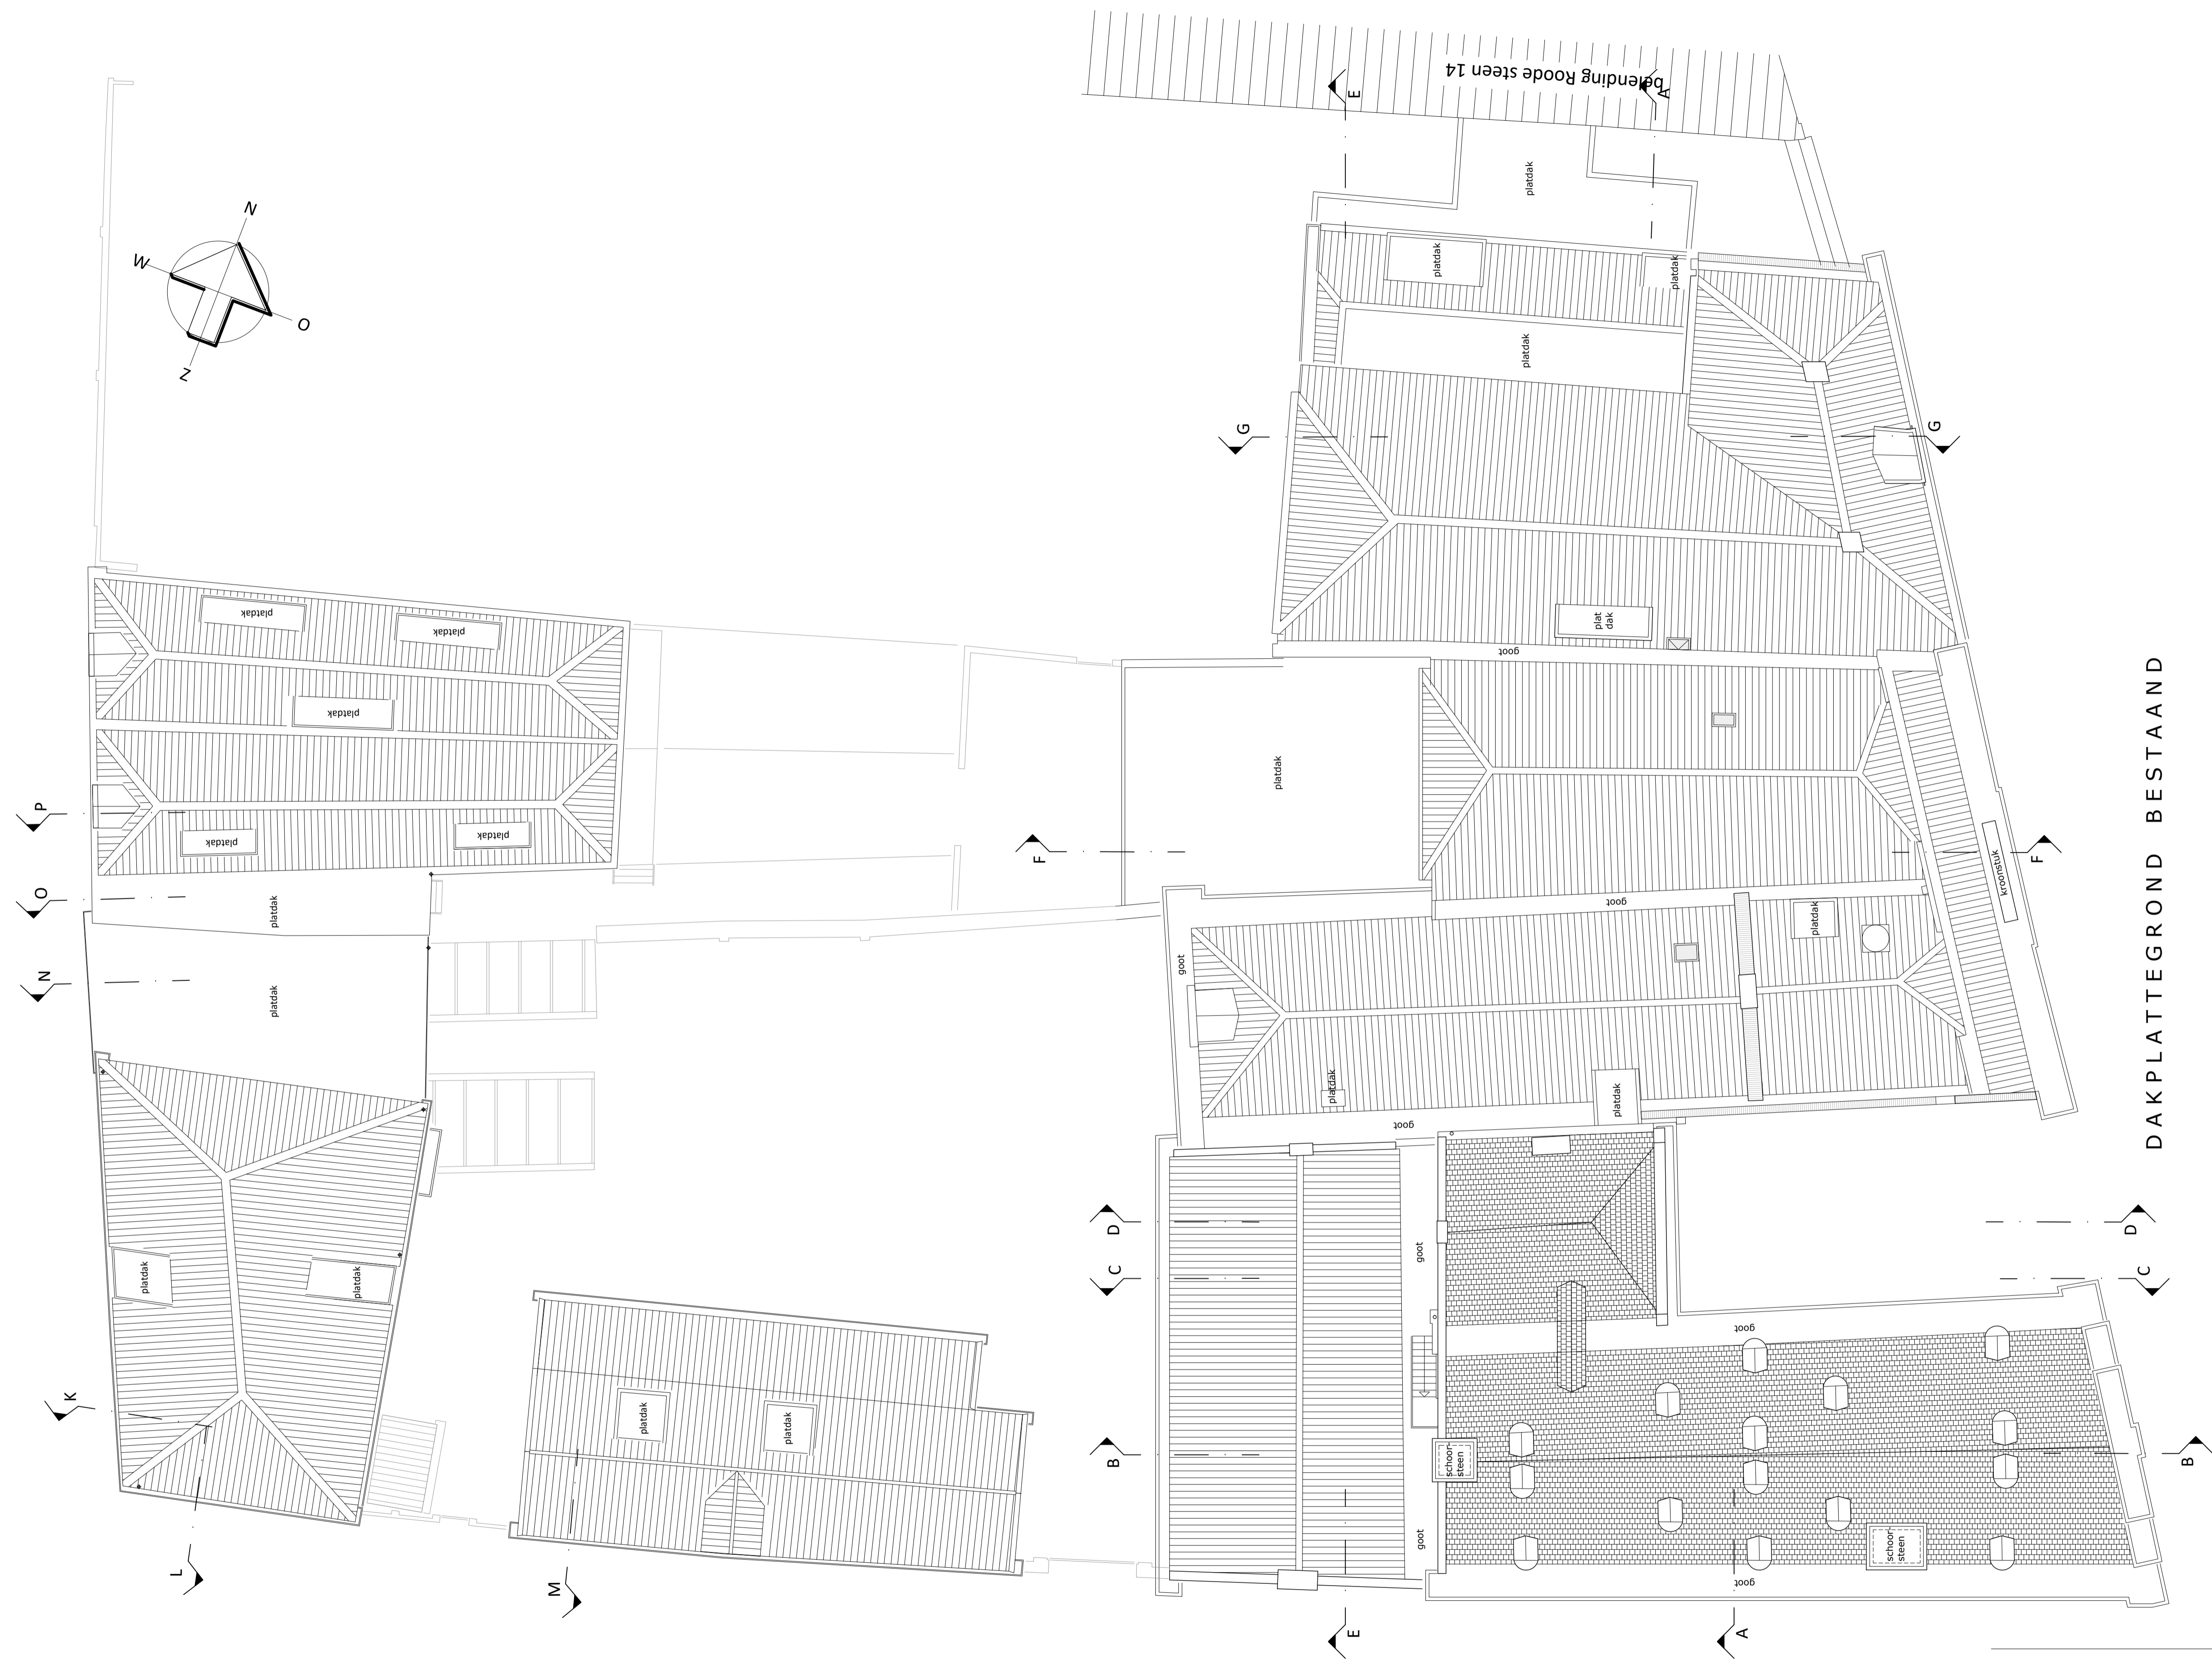 belending Roode steen 14
E
A
N
W
O
Z
platdak
platdak
platdak
platdak
G
G
platdak
platdak
platdak
platdak
platdak
plat
dak
goot
P
O
N
platdak
platdak
platdak
F
F
kroonstuk
goot
platdak
goot
platdak
platdak
goot
DAKPLATTEGROND BESTAAND
D
D
C
C
goot
goot
platdak
platdak
K
L
M
platdak
platdak
B
B
schoor-
steen
schoor-
steen
goot
goot
E
A